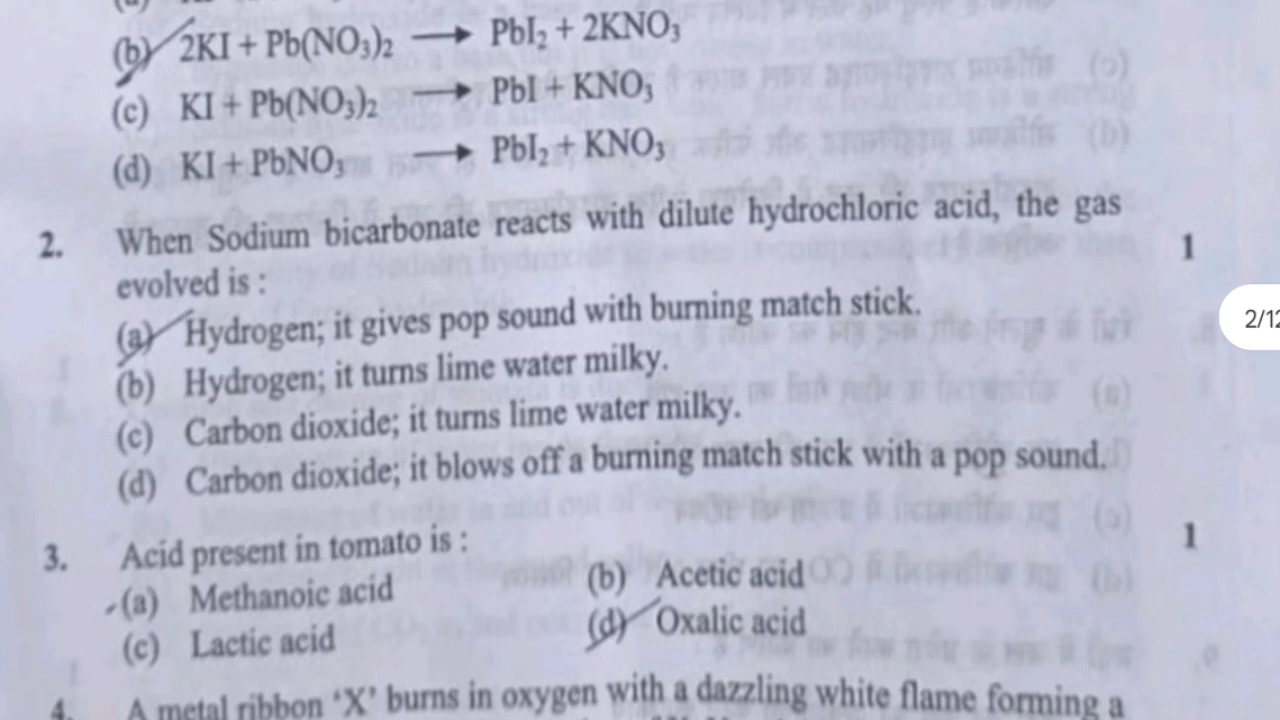 (b) 2KI + Pb(NO₃)₂ ⟶ PbI₂ + 2KNO₃
(c) KI + Pb(NO₃)₂ ⟶ PbI + KNO₃
(d) KI + PbNO₃ ⟶ PbI₂ + KNO₃
2. When Sodium bicarbonate reacts with dilute hydrochloric acid, the gas 1
evolved is :
(a) Hydrogen; it gives pop sound with burning match stick.
2/12
(b) Hydrogen; it turns lime water milky.
(c) Carbon dioxide; it turns lime water milky.
(d) Carbon dioxide; it blows off a burning match stick with a pop sound.
3. Acid present in tomato is : 1
(a) Methanoic acid (b) Acetic acid
(c) Lactic acid (d) Oxalic acid
4. A metal ribbon 'X' burns in oxygen with a dazzling white flame forming a